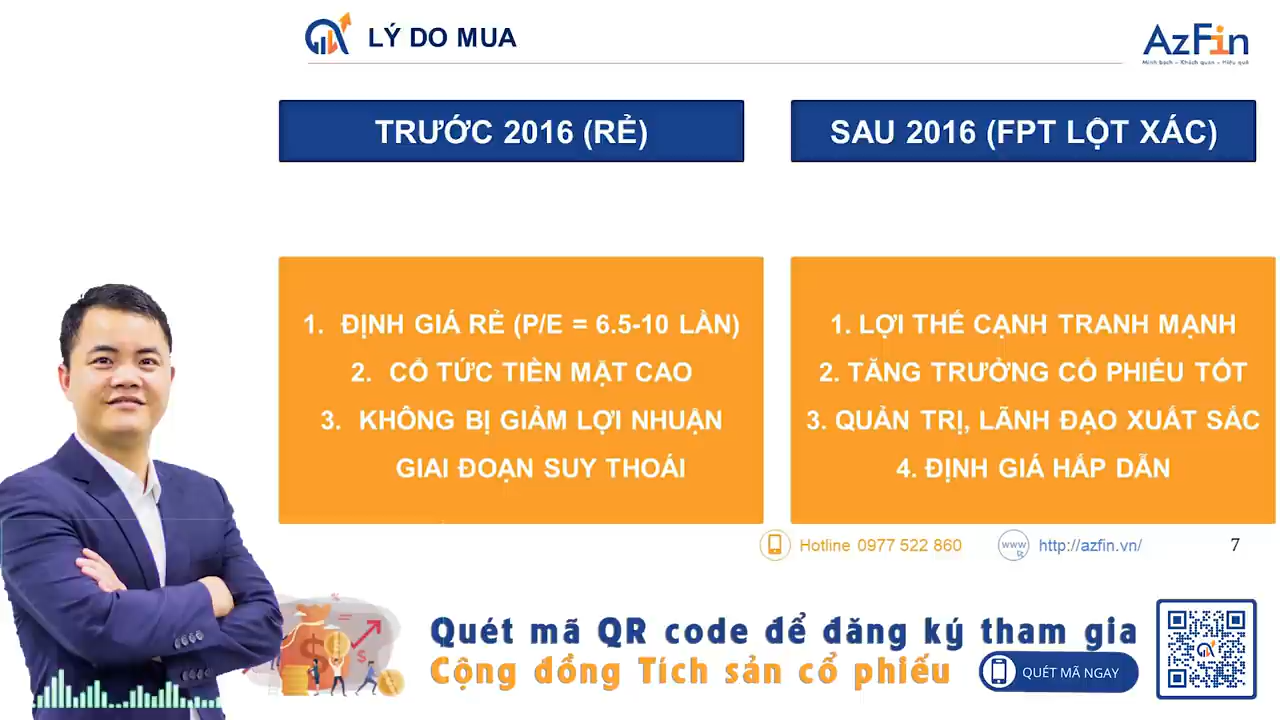 LÝ DO MUA
AzFin
Minh bạch – Khách quan – Hiệu quả
TRƯỚC 2016 (RẺ)
SAU 2016 (FPT LỘT XÁC)
1. ĐỊNH GIÁ RẺ (P/E = 6.5-10 LẦN)
2. CỔ TỨC TIỀN MẶT CAO
3. KHÔNG BỊ GIẢM LỢI NHUẬN
GIAI ĐOẠN SUY THOÁI
1. LỢI THẾ CẠNH TRANH MẠNH
2. TĂNG TRƯỞNG CỔ PHIẾU TỐT
3. QUẢN TRỊ, LÃNH ĐẠO XUẤT SẮC
4. ĐỊNH GIÁ HẤP DẪN
Hotline 0977 522 860
www
http://azfin.vn/
7
Quét mã QR code để đăng ký tham gia
Cộng đồng Tích sản cổ phiếu
QUÉT MÃ NGAY